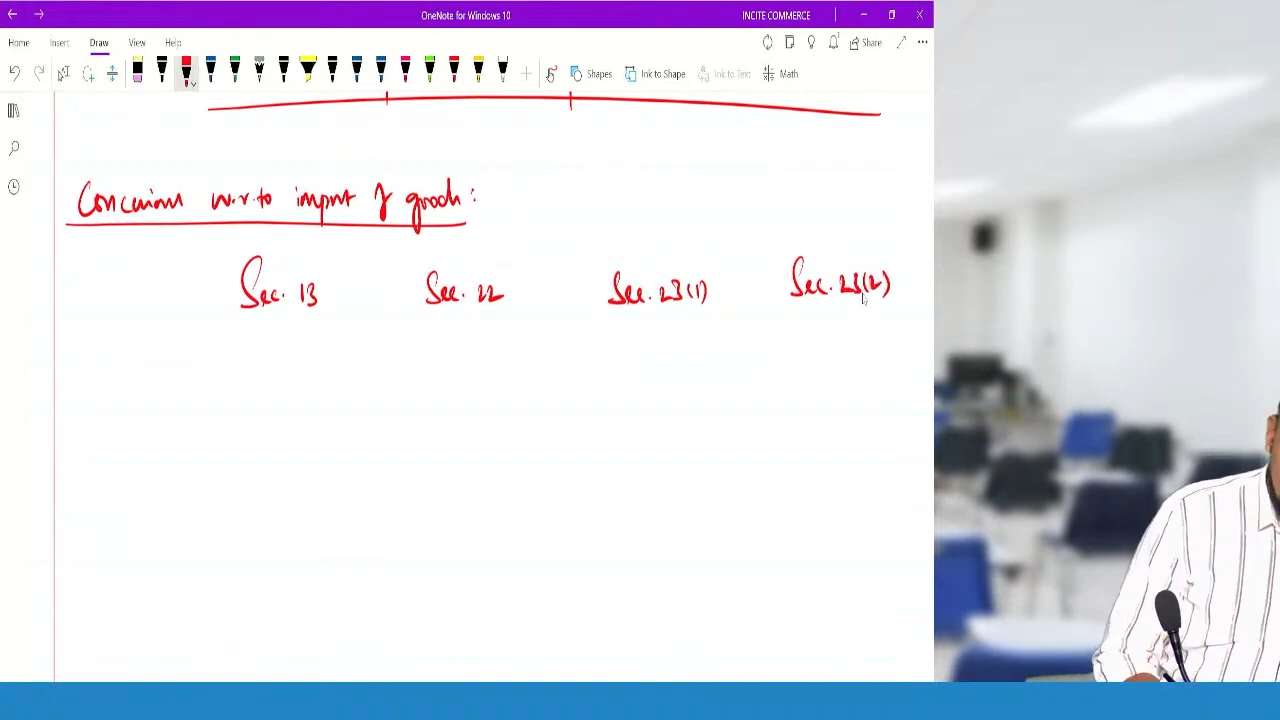 OneNote for Windows 10
INCITE COMMERCE
Home Insert Draw View Help
Share
Shapes Ink to Shape Ink to Text Math
Concessions w.r.to import of goods:
Sec. 13 Sec. 22 Sec. 23(1) Sec. 23(2)